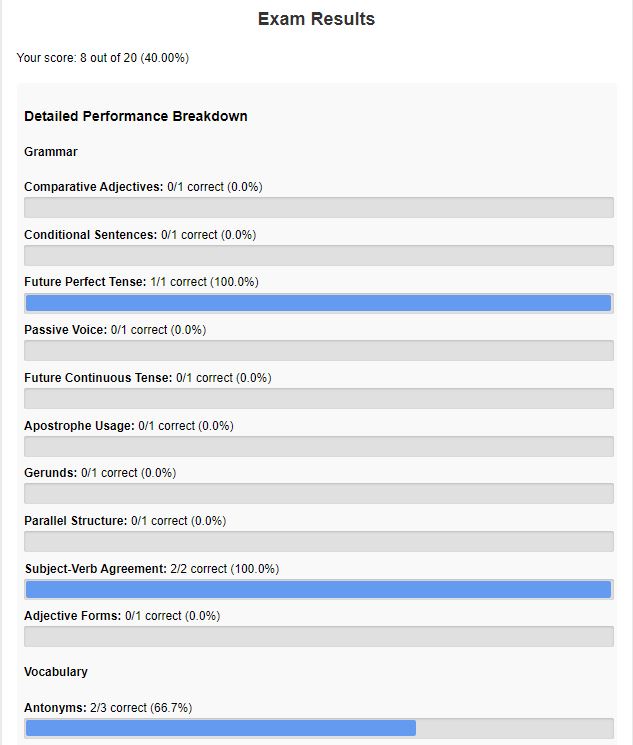 Exam Results
Your score: 8 out of 20 (40.00%)
Detailed Performance Breakdown
Grammar
Comparative Adjectives: 0/1 correct (0.0%)
Conditional Sentences: 0/1 correct (0.0%)
Future Perfect Tense: 1/1 correct (100.0%)
Passive Voice: 0/1 correct (0.0%)
Future Continuous Tense: 0/1 correct (0.0%)
Apostrophe Usage: 0/1 correct (0.0%)
Gerunds: 0/1 correct (0.0%)
Parallel Structure: 0/1 correct (0.0%)
Subject-Verb Agreement: 2/2 correct (100.0%)
Adjective Forms: 0/1 correct (0.0%)
Vocabulary
Antonyms: 2/3 correct (66.7%)